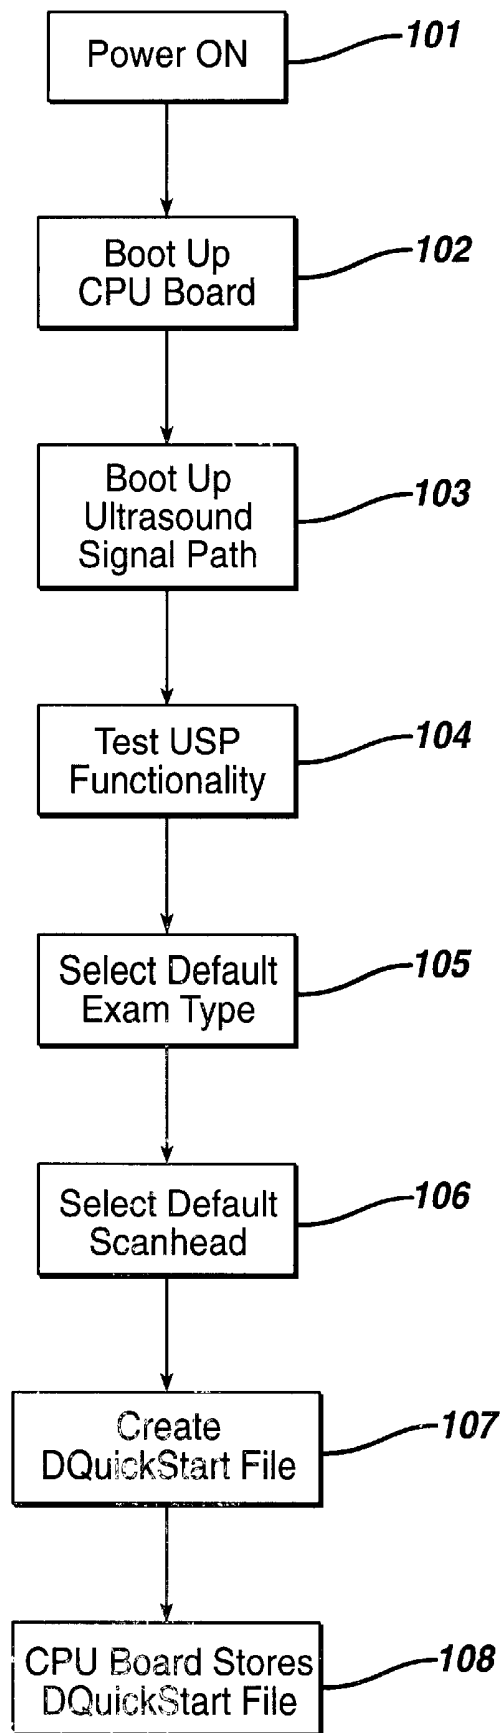 Power ON
101
Boot Up
CPU Board
102
Boot Up
Ultrasound
Signal Path
103
Test USP
Functionality
104
Select Default
Exam Type
105
Select Default
Scanhead
106
Create
DQuickStart File
107
CPU Board Stores
DQuickStart File
108